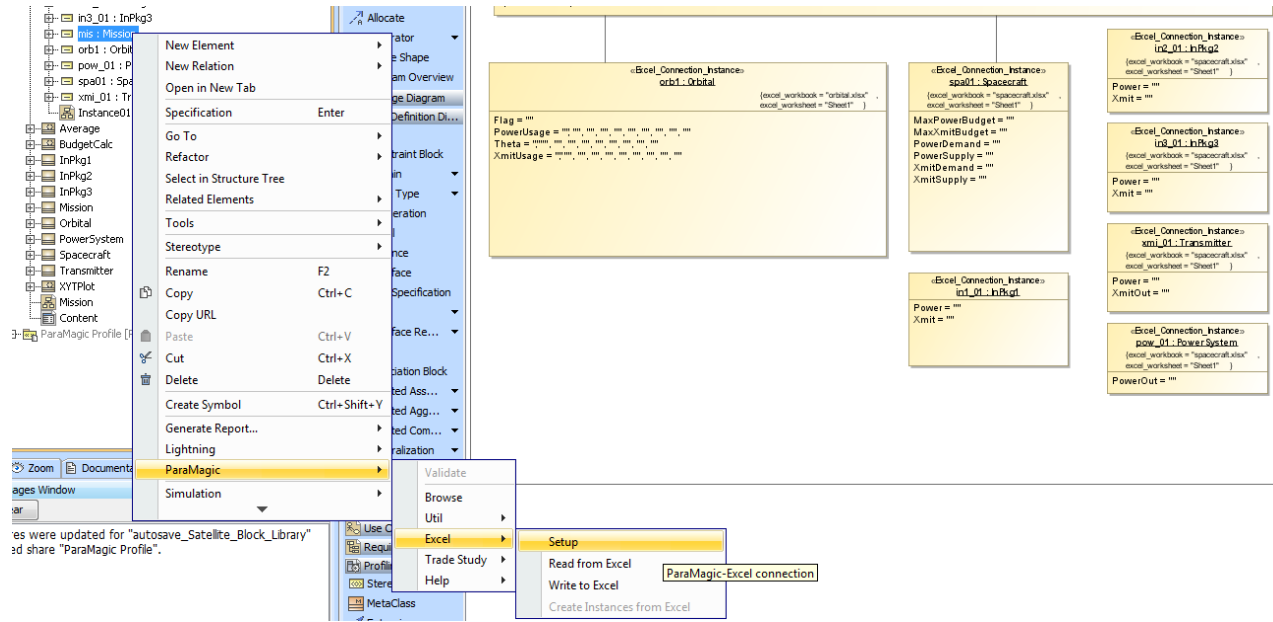 in3_01 : InPkg3
mis : Mission
orb1 : Orbit
pow_01 : P
spa01 : Spa
xmi_01 : Tr
Instance01
Average
BudgetCalc
InPkg1
InPkg2
InPkg3
Mission
Orbital
PowerSystem
Spacecraft
Transmitter
XYTPlot
Mission
Content
ParaMagic Profile [P
New Element
New Relation
Open in New Tab
Specification Enter
Go To
Refactor
Select in Structure Tree
Related Elements
Tools
Stereotype
Rename F2
Copy Ctrl+C
Copy URL
Paste Ctrl+V
Cut Ctrl+X
Delete Delete
Create Symbol Ctrl+Shift+Y
Generate Report...
Lightning
ParaMagic
Simulation
Validate
Browse
Util
Excel
Trade Study
Help
Setup
Read from Excel
Write to Excel
Create Instances from Excel
ParaMagic-Excel connection
Allocate
rator
e Shape
am Overview
ge Diagram
Definition Di...
traint Block
in
Type
eration
l
nce
face
Specification
face Re...
ciation Block
ted Ass...
ted Agg...
ted Com...
ralization
Use C
Requi
Profili
Stere
MetaClass
Zoom Documenta
ages Window
ear
res were updated for "autosave_Satellite_Block_Library"
ed share "ParaMagic Profile".
«Excel_Connection_Instance»
orb1 : Orbital
{excel_workbook = "orbital.xlsx" ,
excel_worksheet = "Sheet1" }
Flag = ""
PowerUsage = "","", "", "", "", "", "", "", ""
Theta = """", "", "", "", "", "", "", ""
XmitUsage = """", "", "", "", "", "", "", "", ""
«Excel_Connection_Instance»
spa01 : Spacecraft
{excel_workbook = "spacecraft.xlsx" ,
excel_worksheet = "Sheet1" }
MaxPowerBudget = ""
MaxXmitBudget = ""
PowerDemand = ""
PowerSupply = ""
XmitDemand = ""
XmitSupply = ""
«Excel_Connection_Instance»
in1_01 : InPkg1
Power = ""
Xmit = ""
«Excel_Connection_Instance»
in2_01 : InPkg2
{excel_workbook = "spacecraft.xlsx" ,
excel_worksheet = "Sheet1" }
Power = ""
Xmit = ""
«Excel_Connection_Instance»
in3_01 : InPkg3
{excel_workbook = "spacecraft.xlsx" ,
excel_worksheet = "Sheet1" }
Power = ""
Xmit = ""
«Excel_Connection_Instance»
xmi_01 : Transmitter
{excel_workbook = "spacecraft.xlsx" ,
excel_worksheet = "Sheet1" }
Power = ""
XmitOut = ""
«Excel_Connection_Instance»
pow_01 : PowerSystem
{excel_workbook = "spacecraft.xlsx" ,
excel_worksheet = "Sheet1" }
PowerOut = ""